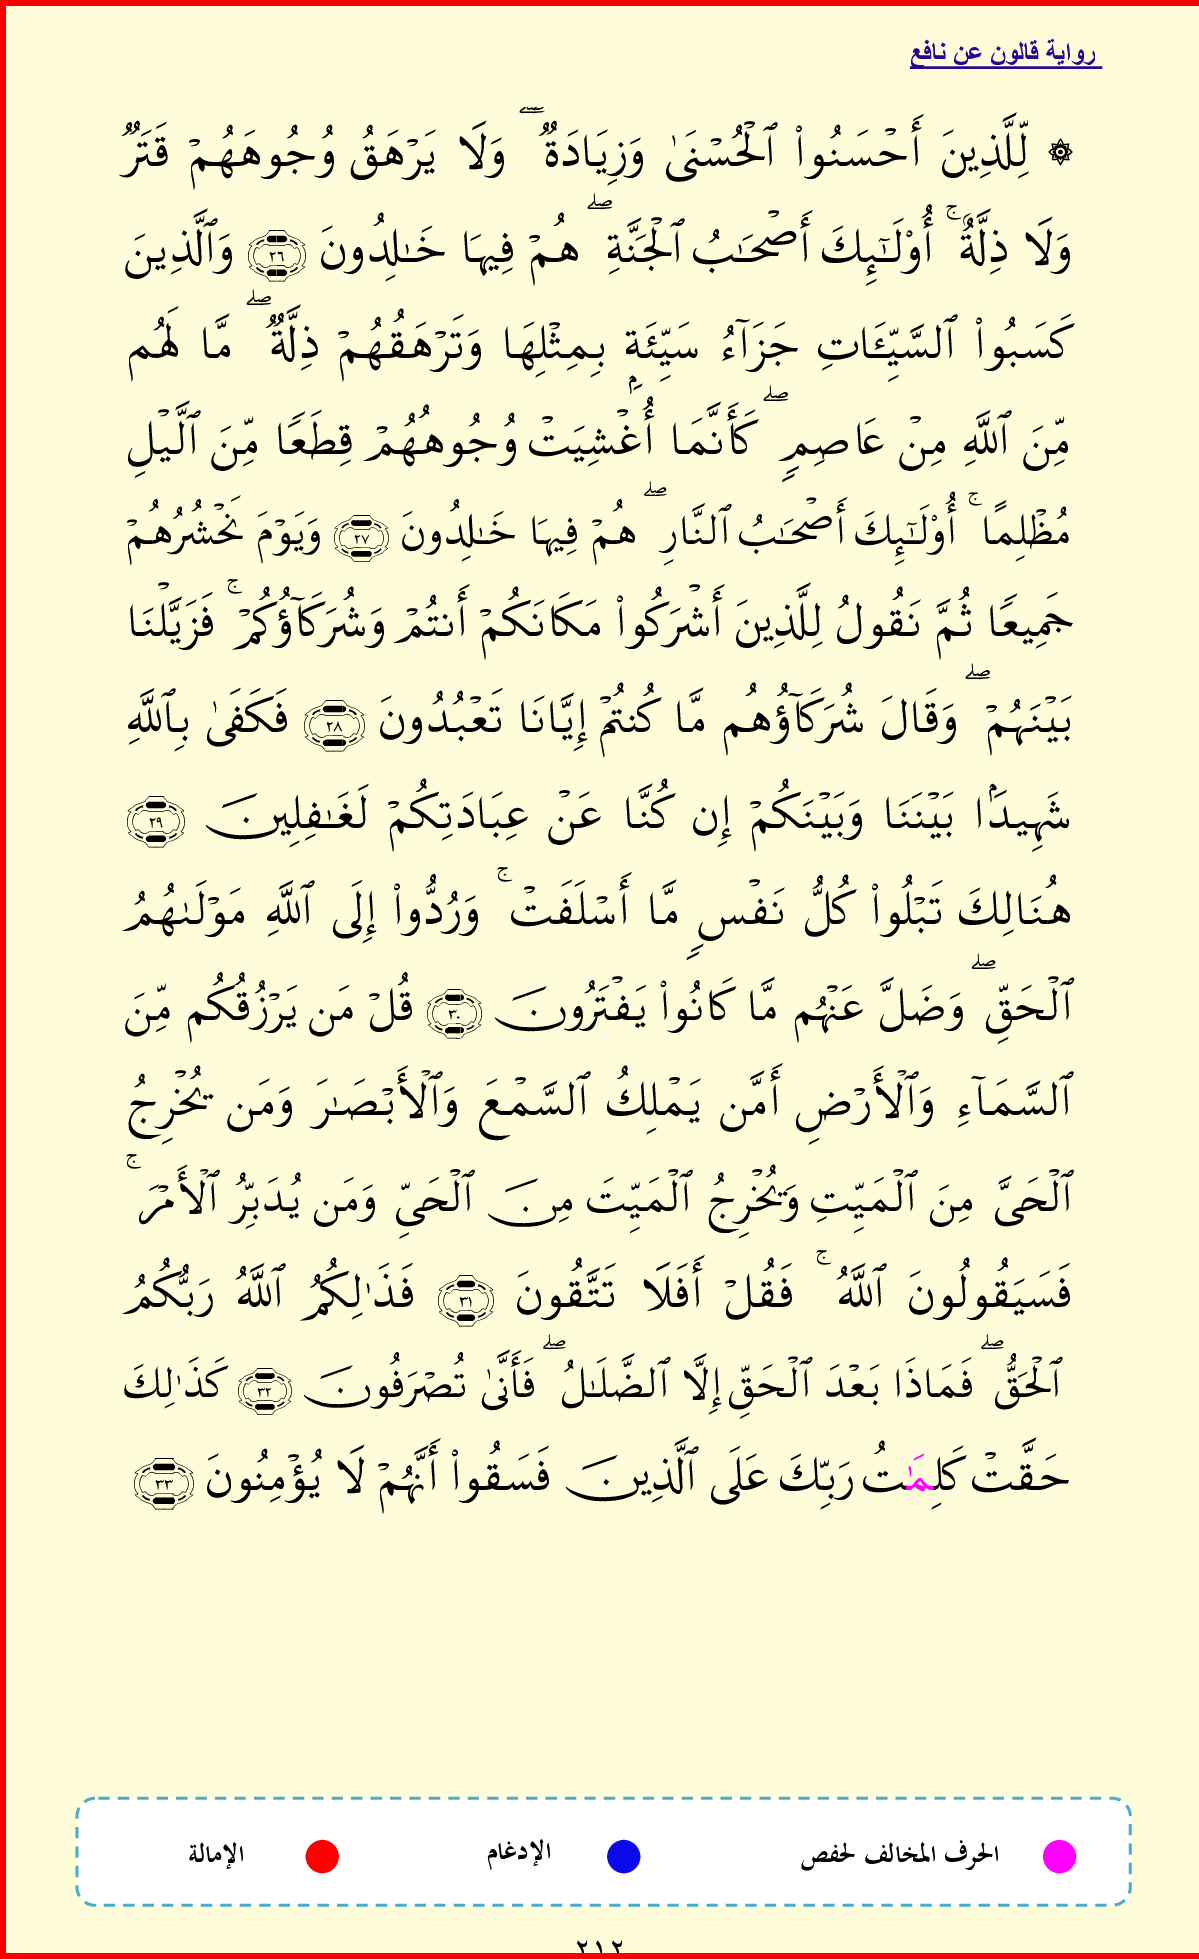 رواية قالون عن نافع
۞ لِّلَّذِينَ أَحۡسَنُواْ ٱلۡحُسۡنَىٰ وَزِيَادَةٞۖ وَلَا يَرۡهَقُ وُجُوهَهُمۡ قَتَرٞ
وَلَا ذِلَّةٌۚ أُوْلَٰٓئِكَ أَصۡحَٰبُ ٱلۡجَنَّةِۖ هُمۡ فِيهَا خَٰلِدُونَ ٢٦ وَٱلَّذِينَ
كَسَبُواْ ٱلسَّيِّـَٔاتِ جَزَآءُ سَيِّئَةِۭ بِمِثۡلِهَا وَتَرۡهَقُهُمۡ ذِلَّةٞۖ مَّا لَهُم
مِّنَ ٱللَّهِ مِنۡ عَاصِمٖۖ كَأَنَّمَا أُغۡشِيَتۡ وُجُوهُهُمۡ قِطَعٗا مِّنَ ٱلَّيۡلِ
مُظۡلِمًاۚ أُوْلَٰٓئِكَ أَصۡحَٰبُ ٱلنَّارِۖ هُمۡ فِيهَا خَٰلِدُونَ ٢٧ وَيَوۡمَ نَحۡشُرُهُمۡ
جَمِيعٗا ثُمَّ نَقُولُ لِلَّذِينَ أَشۡرَكُواْ مَكَانَكُمۡ أَنتُمۡ وَشُرَكَآؤُكُمۡۚ فَزَيَّلۡنَا
بَيۡنَهُمۡۖ وَقَالَ شُرَكَآؤُهُم مَّا كُنتُمۡ إِيَّانَا تَعۡبُدُونَ ٢٨ فَكَفَىٰ بِٱللَّهِ
شَهِيدَۢا بَيۡنَنَا وَبَيۡنَكُمۡ إِن كُنَّا عَنۡ عِبَادَتِكُمۡ لَغَٰفِلِينَ ٢٩
هُنَالِكَ تَبۡلُواْ كُلُّ نَفۡسٖ مَّا أَسۡلَفَتۡۚ وَرُدُّواْ إِلَى ٱللَّهِ مَوۡلَىٰهُمُ
ٱلۡحَقِّۖ وَضَلَّ عَنۡهُم مَّا كَانُواْ يَفۡتَرُونَ ٣٠ قُلۡ مَن يَرۡزُقُكُم مِّنَ
ٱلسَّمَآءِ وَٱلۡأَرۡضِ أَمَّن يَمۡلِكُ ٱلسَّمۡعَ وَٱلۡأَبۡصَٰرَ وَمَن يُخۡرِجُ
ٱلۡحَيَّ مِنَ ٱلۡمَيِّتِ وَيُخۡرِجُ ٱلۡمَيِّتَ مِنَ ٱلۡحَيِّ وَمَن يُدَبِّرُ ٱلۡأَمۡرَۚ
فَسَيَقُولُونَ ٱللَّهُۚ فَقُلۡ أَفَلَا تَتَّقُونَ ٣١ فَذَٰلِكُمُ ٱللَّهُ رَبُّكُمُ
ٱلۡحَقُّۖ فَمَاذَا بَعۡدَ ٱلۡحَقِّ إِلَّا ٱلضَّلَٰلُۖ فَأَنَّىٰ تُصۡرَفُونَ ٣٢ كَذَٰلِكَ
حَقَّتۡ كَلِمَٰتُ رَبِّكَ عَلَى ٱلَّذِينَ فَسَقُواْ أَنَّهُمۡ لَا يُؤۡمِنُونَ ٣٣
الحرف المخالف لحفص الإدغام الإمالة
٢١٢